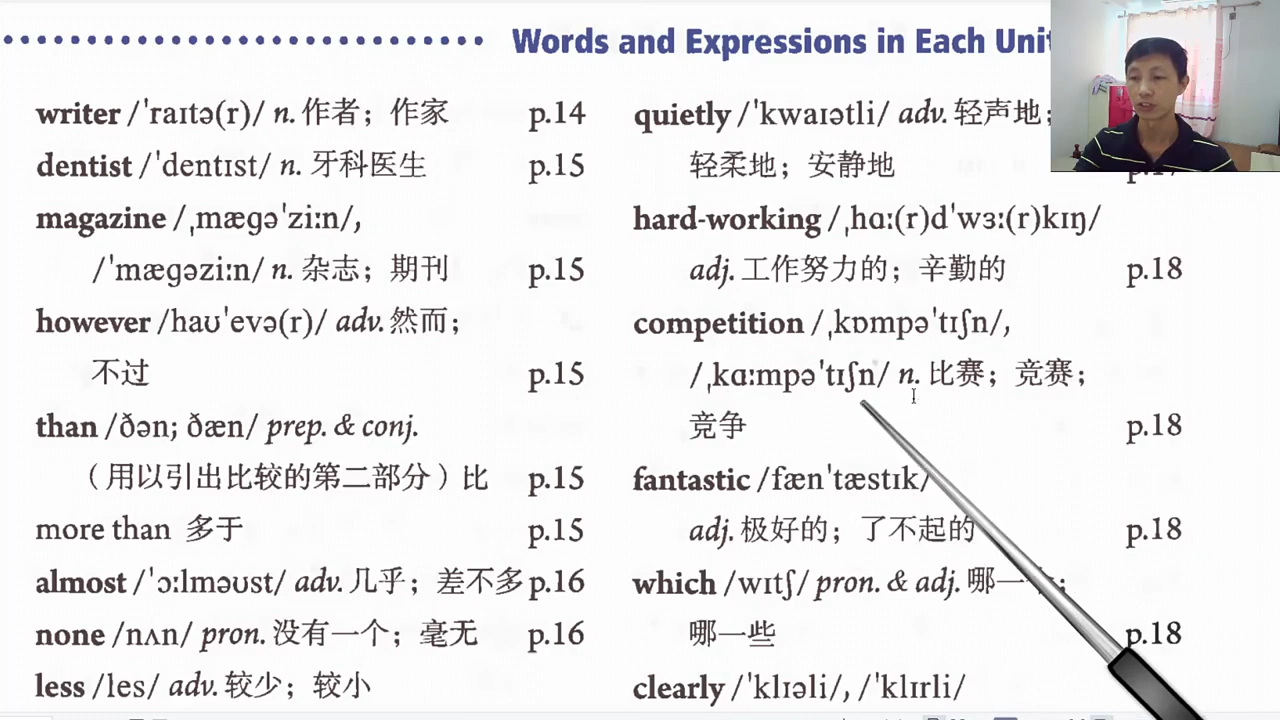 Words and Expressions in Each Unit
writer /ˈraɪtə(r)/ n. 作者；作家 p.14
dentist /ˈdentɪst/ n. 牙科医生 p.15
magazine /ˌmæɡəˈziːn/,
/ˈmæɡəziːn/ n. 杂志；期刊 p.15
however /haʊˈevə(r)/ adv. 然而；
不过 p.15
than /ðən; ðæn/ prep. & conj.
（用以引出比较的第二部分）比 p.15
more than 多于 p.15
almost /ˈɔːlməʊst/ adv. 几乎；差不多 p.16
none /nʌn/ pron. 没有一个；毫无 p.16
less /les/ adv. 较少；较小
quietly /ˈkwaɪətli/ adv. 轻声地；
轻柔地；安静地
hard-working /ˌhɑː(r)dˈwɜː(r)kɪŋ/
adj. 工作努力的；辛勤的 p.18
competition /ˌkɒmpəˈtɪʃn/,
/ˌkɑːmpəˈtɪʃn/ n. 比赛；竞赛；
竞争 p.18
fantastic /fænˈtæstɪk/
adj. 极好的；了不起的 p.18
which /wɪtʃ/ pron. & adj. 哪一
哪一些 p.18
clearly /ˈklɪəli/, /ˈklɪrli/